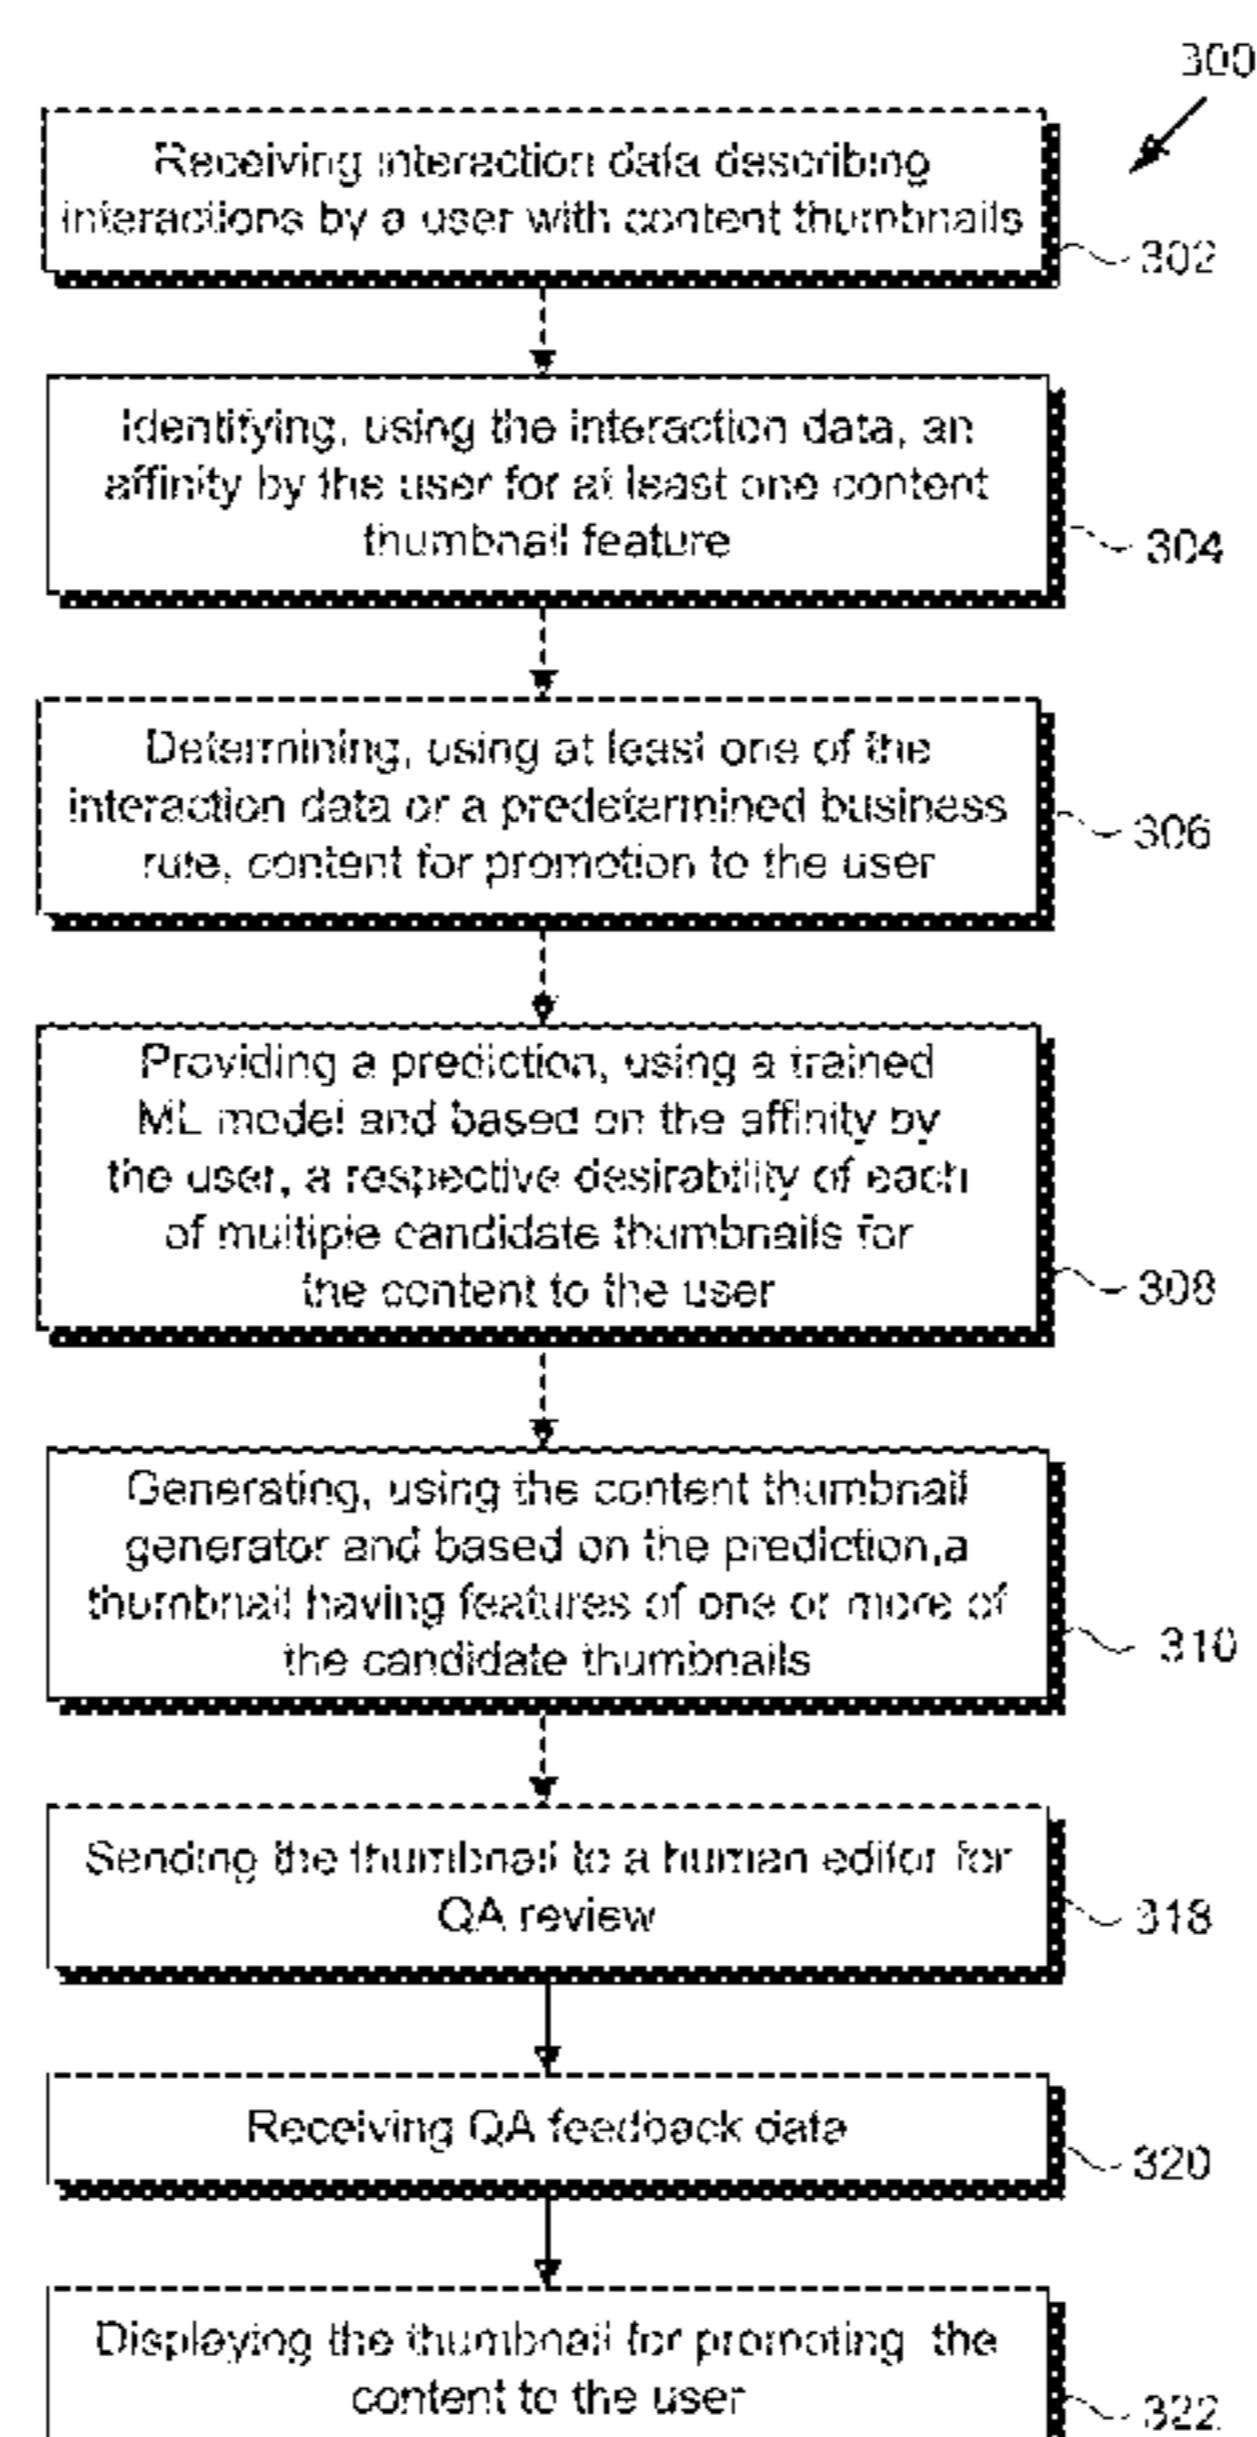 300
Receiving interaction data describing
interactions by a user with content thumbnails
302
Identifying, using the interaction data, an
affinity by the user for at least one content
thumbnail feature
304
Determining, using at least one of the
interaction data or a predetermined business
rule, content for promotion to the user
306
Providing a prediction, using a trained
ML model and based on the affinity by
the user, a respective desirability of each
of multiple candidate thumbnails for
the content to the user
308
Generating, using the content thumbnail
generator and based on the prediction,a
thumbnail having features of one or more of
the candidate thumbnails
310
Sending the thumbnail to a human editor for
QA review
318
Receiving QA feedback data
320
Displaying the thumbnail for promoting the
content to the user
322